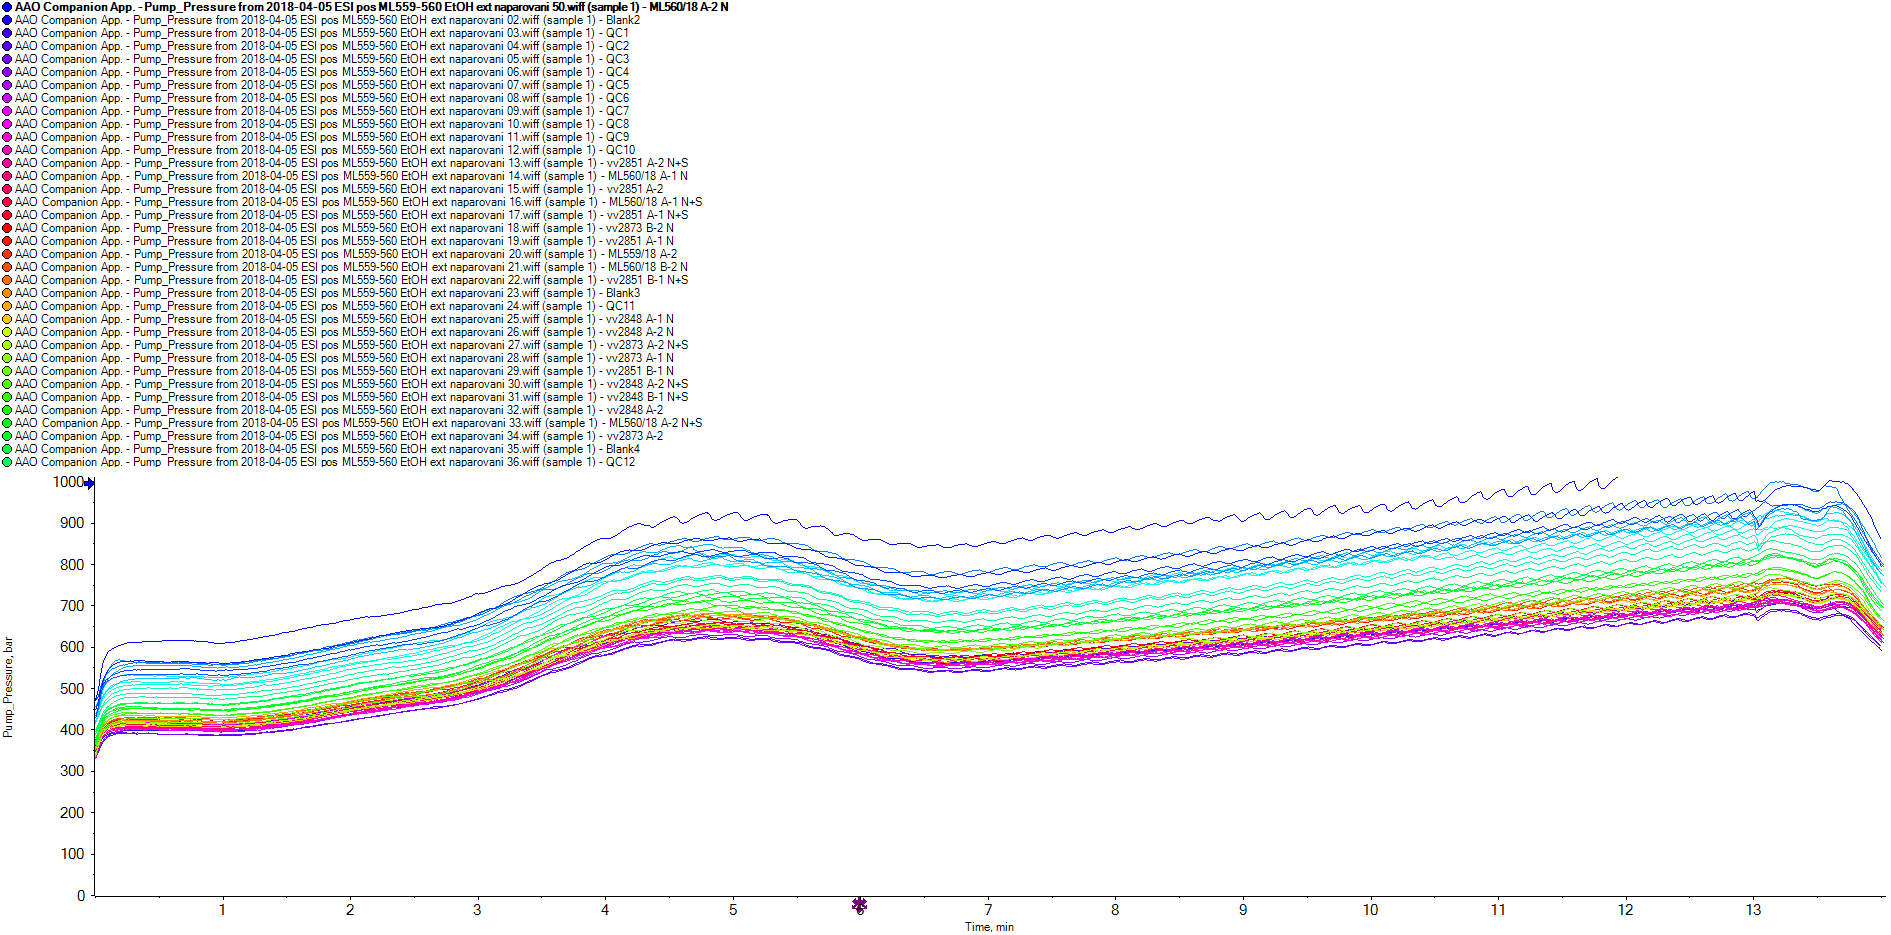 AAO Companion App. - Pump_Pressure from 2018-04-05 ESI pos ML559-560 EtOH ext naparovani 50.wiff (sample 1) - ML560/18 A-2 N
AAO Companion App. - Pump_Pressure from 2018-04-05 ESI pos ML559-560 EtOH ext naparovani 02.wiff (sample 1) - Blank2
AAO Companion App. - Pump_Pressure from 2018-04-05 ESI pos ML559-560 EtOH ext naparovani 03.wiff (sample 1) - QC1
AAO Companion App. - Pump_Pressure from 2018-04-05 ESI pos ML559-560 EtOH ext naparovani 04.wiff (sample 1) - QC2
AAO Companion App. - Pump_Pressure from 2018-04-05 ESI pos ML559-560 EtOH ext naparovani 05.wiff (sample 1) - QC3
AAO Companion App. - Pump_Pressure from 2018-04-05 ESI pos ML559-560 EtOH ext naparovani 06.wiff (sample 1) - QC4
AAO Companion App. - Pump_Pressure from 2018-04-05 ESI pos ML559-560 EtOH ext naparovani 07.wiff (sample 1) - QC5
AAO Companion App. - Pump_Pressure from 2018-04-05 ESI pos ML559-560 EtOH ext naparovani 08.wiff (sample 1) - QC6
AAO Companion App. - Pump_Pressure from 2018-04-05 ESI pos ML559-560 EtOH ext naparovani 09.wiff (sample 1) - QC7
AAO Companion App. - Pump_Pressure from 2018-04-05 ESI pos ML559-560 EtOH ext naparovani 10.wiff (sample 1) - QC8
AAO Companion App. - Pump_Pressure from 2018-04-05 ESI pos ML559-560 EtOH ext naparovani 11.wiff (sample 1) - QC9
AAO Companion App. - Pump_Pressure from 2018-04-05 ESI pos ML559-560 EtOH ext naparovani 12.wiff (sample 1) - QC10
AAO Companion App. - Pump_Pressure from 2018-04-05 ESI pos ML559-560 EtOH ext naparovani 13.wiff (sample 1) - vv2851 A-2 N+S
AAO Companion App. - Pump_Pressure from 2018-04-05 ESI pos ML559-560 EtOH ext naparovani 14.wiff (sample 1) - ML560/18 A-1 N
AAO Companion App. - Pump_Pressure from 2018-04-05 ESI pos ML559-560 EtOH ext naparovani 15.wiff (sample 1) - vv2851 A-2
AAO Companion App. - Pump_Pressure from 2018-04-05 ESI pos ML559-560 EtOH ext naparovani 16.wiff (sample 1) - ML560/18 A-1 N+S
AAO Companion App. - Pump_Pressure from 2018-04-05 ESI pos ML559-560 EtOH ext naparovani 17.wiff (sample 1) - vv2851 A-1 N+S
AAO Companion App. - Pump_Pressure from 2018-04-05 ESI pos ML559-560 EtOH ext naparovani 18.wiff (sample 1) - vv2873 B-2 N
AAO Companion App. - Pump_Pressure from 2018-04-05 ESI pos ML559-560 EtOH ext naparovani 19.wiff (sample 1) - vv2851 A-1 N
AAO Companion App. - Pump_Pressure from 2018-04-05 ESI pos ML559-560 EtOH ext naparovani 20.wiff (sample 1) - ML559/18 A-2
AAO Companion App. - Pump_Pressure from 2018-04-05 ESI pos ML559-560 EtOH ext naparovani 21.wiff (sample 1) - ML560/18 B-2 N
AAO Companion App. - Pump_Pressure from 2018-04-05 ESI pos ML559-560 EtOH ext naparovani 22.wiff (sample 1) - vv2851 B-1 N+S
AAO Companion App. - Pump_Pressure from 2018-04-05 ESI pos ML559-560 EtOH ext naparovani 23.wiff (sample 1) - Blank3
AAO Companion App. - Pump_Pressure from 2018-04-05 ESI pos ML559-560 EtOH ext naparovani 24.wiff (sample 1) - QC11
AAO Companion App. - Pump_Pressure from 2018-04-05 ESI pos ML559-560 EtOH ext naparovani 25.wiff (sample 1) - vv2848 A-1 N
AAO Companion App. - Pump_Pressure from 2018-04-05 ESI pos ML559-560 EtOH ext naparovani 26.wiff (sample 1) - vv2848 A-2 N
AAO Companion App. - Pump_Pressure from 2018-04-05 ESI pos ML559-560 EtOH ext naparovani 27.wiff (sample 1) - vv2873 A-2 N+S
AAO Companion App. - Pump_Pressure from 2018-04-05 ESI pos ML559-560 EtOH ext naparovani 28.wiff (sample 1) - vv2873 A-1 N
AAO Companion App. - Pump_Pressure from 2018-04-05 ESI pos ML559-560 EtOH ext naparovani 29.wiff (sample 1) - vv2851 B-1 N
AAO Companion App. - Pump_Pressure from 2018-04-05 ESI pos ML559-560 EtOH ext naparovani 30.wiff (sample 1) - vv2848 A-2 N+S
AAO Companion App. - Pump_Pressure from 2018-04-05 ESI pos ML559-560 EtOH ext naparovani 31.wiff (sample 1) - vv2848 B-1 N+S
AAO Companion App. - Pump_Pressure from 2018-04-05 ESI pos ML559-560 EtOH ext naparovani 32.wiff (sample 1) - vv2848 A-2
AAO Companion App. - Pump_Pressure from 2018-04-05 ESI pos ML559-560 EtOH ext naparovani 33.wiff (sample 1) - ML560/18 A-2 N+S
AAO Companion App. - Pump_Pressure from 2018-04-05 ESI pos ML559-560 EtOH ext naparovani 34.wiff (sample 1) - vv2873 A-2
AAO Companion App. - Pump_Pressure from 2018-04-05 ESI pos ML559-560 EtOH ext naparovani 35.wiff (sample 1) - Blank4
AAO Companion App. - Pump_Pressure from 2018-04-05 ESI pos ML559-560 EtOH ext naparovani 36.wiff (sample 1) - QC12
1000
900
800
700
600
500
400
300
200
100
0
Pump_Pressure, bar
1 2 3 4 5 6 7 8 9 10 11 12 13
Time, min